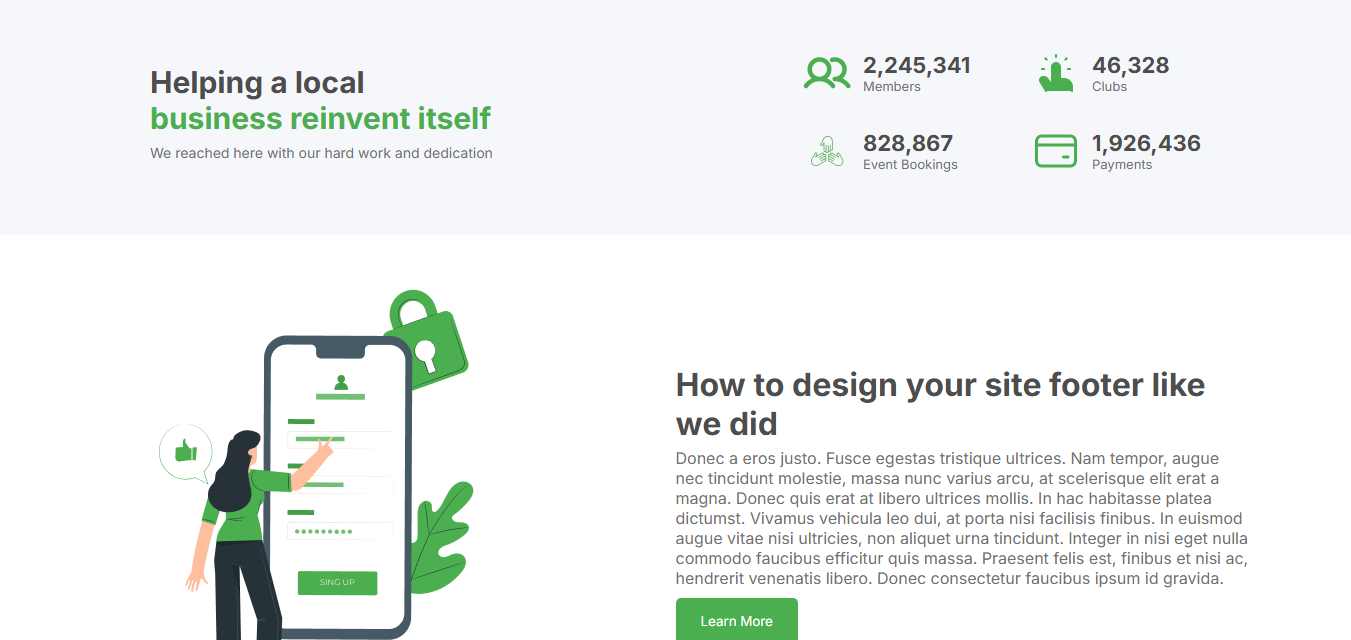 Helping a local
business reinvent itself
We reached here with our hard work and dedication
2,245,341
Members
46,328
Clubs
828,867
Event Bookings
1,926,436
Payments
SING UP
How to design your site footer like
we did
Donec a eros justo. Fusce egestas tristique ultrices. Nam tempor, augue
nec tincidunt molestie, massa nunc varius arcu, at scelerisque elit erat a
magna. Donec quis erat at libero ultrices mollis. In hac habitasse platea
dictumst. Vivamus vehicula leo dui, at porta nisi facilisis finibus. In euismod
augue vitae nisi ultricies, non aliquet urna tincidunt. Integer in nisi eget nulla
commodo faucibus efficitur quis massa. Praesent felis est, finibus et nisi ac,
hendrerit venenatis libero. Donec consectetur faucibus ipsum id gravida.
Learn More